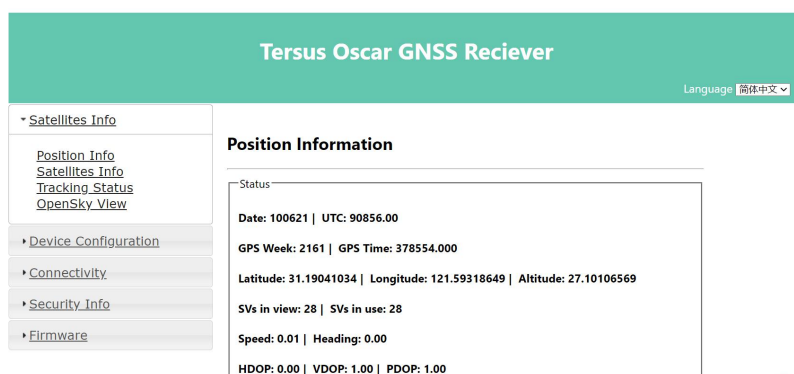 Tersus Oscar GNSS Reciever
Language 简体中文
Satellites Info
Position Info
Satellites Info
Tracking Status
OpenSky View
Device Configuration
Connectivity
Security Info
Firmware
Position Information
Status
Date: 100621 | UTC: 90856.00
GPS Week: 2161 | GPS Time: 378554.000
Latitude: 31.19041034 | Longitude: 121.59318649 | Altitude: 27.10106569
SVs in view: 28 | SVs in use: 28
Speed: 0.01 | Heading: 0.00
HDOP: 0.00 | VDOP: 1.00 | PDOP: 1.00